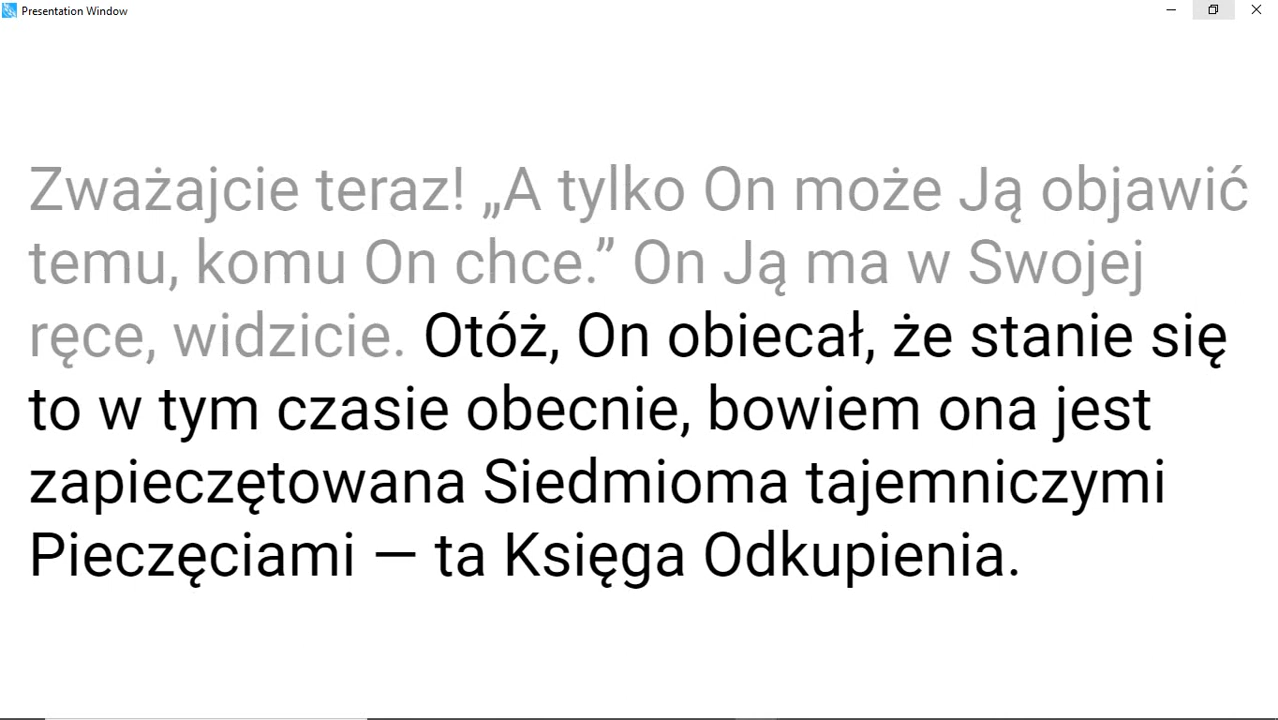 Presentation Window
Zważajcie teraz! „A tylko On może Ją objawić
temu, komu On chce.” On Ją ma w Swojej
ręce, widzicie. Otóż, On obiecał, że stanie się
to w tym czasie obecnie, bowiem ona jest
zapieczętowana Siedmioma tajemniczymi
Pieczęciami — ta Księga Odkupienia.